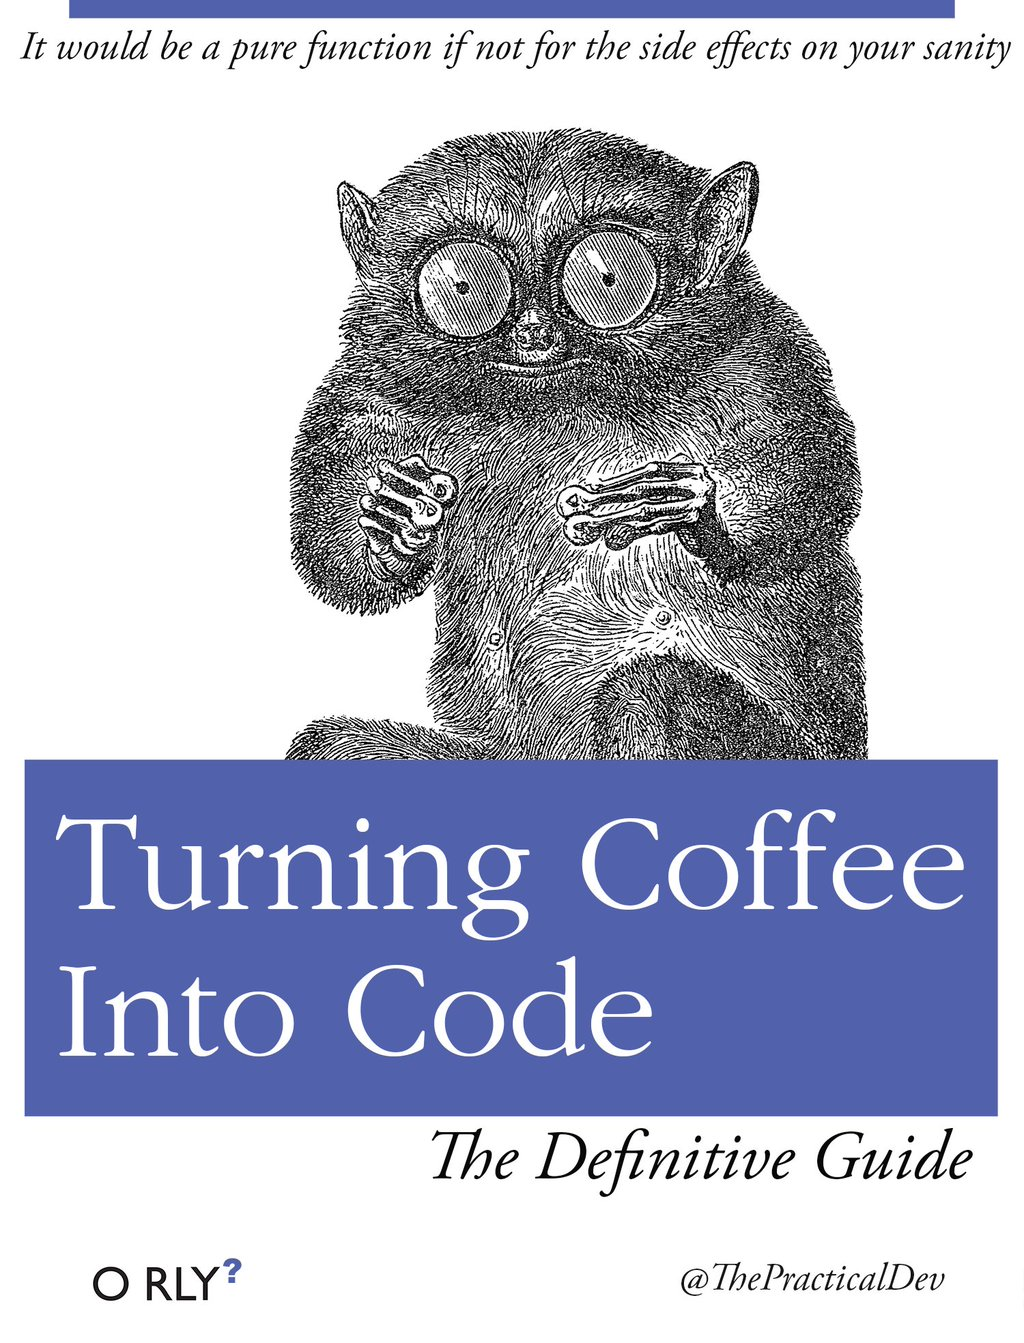 It would be a pure function if not for the side effects on your sanity
Turning Coffee
Into Code
The Definitive Guide
O RLY?
@ThePracticalDev